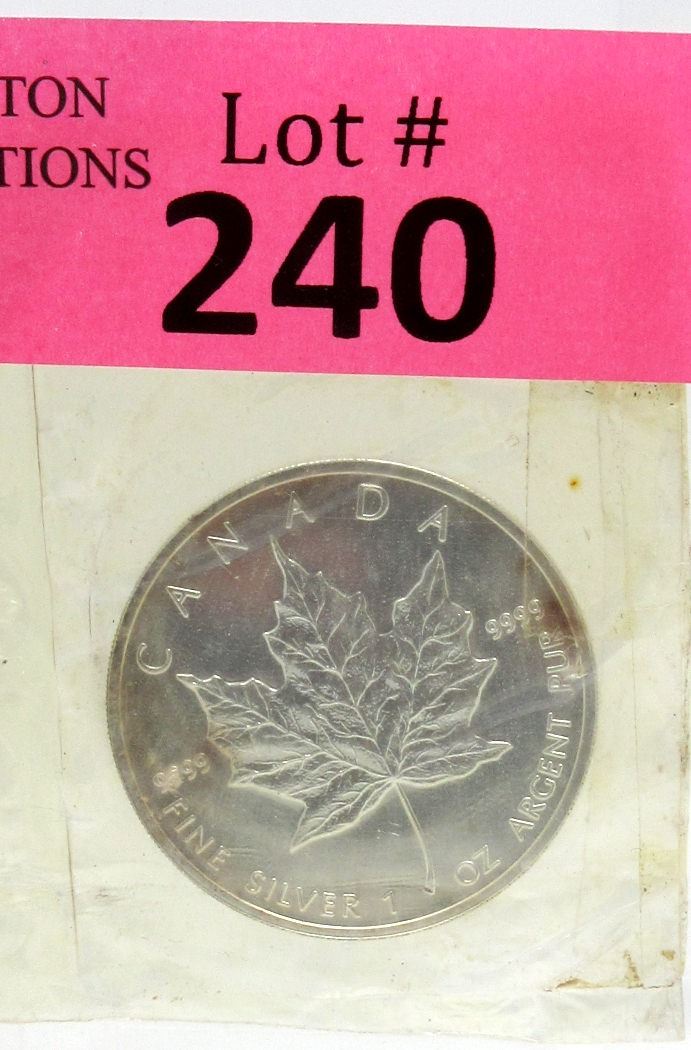 TON
TIONS
Lot #
240
CANADA
9999
9999
FINE SILVER 1 OZ ARGENT PUR